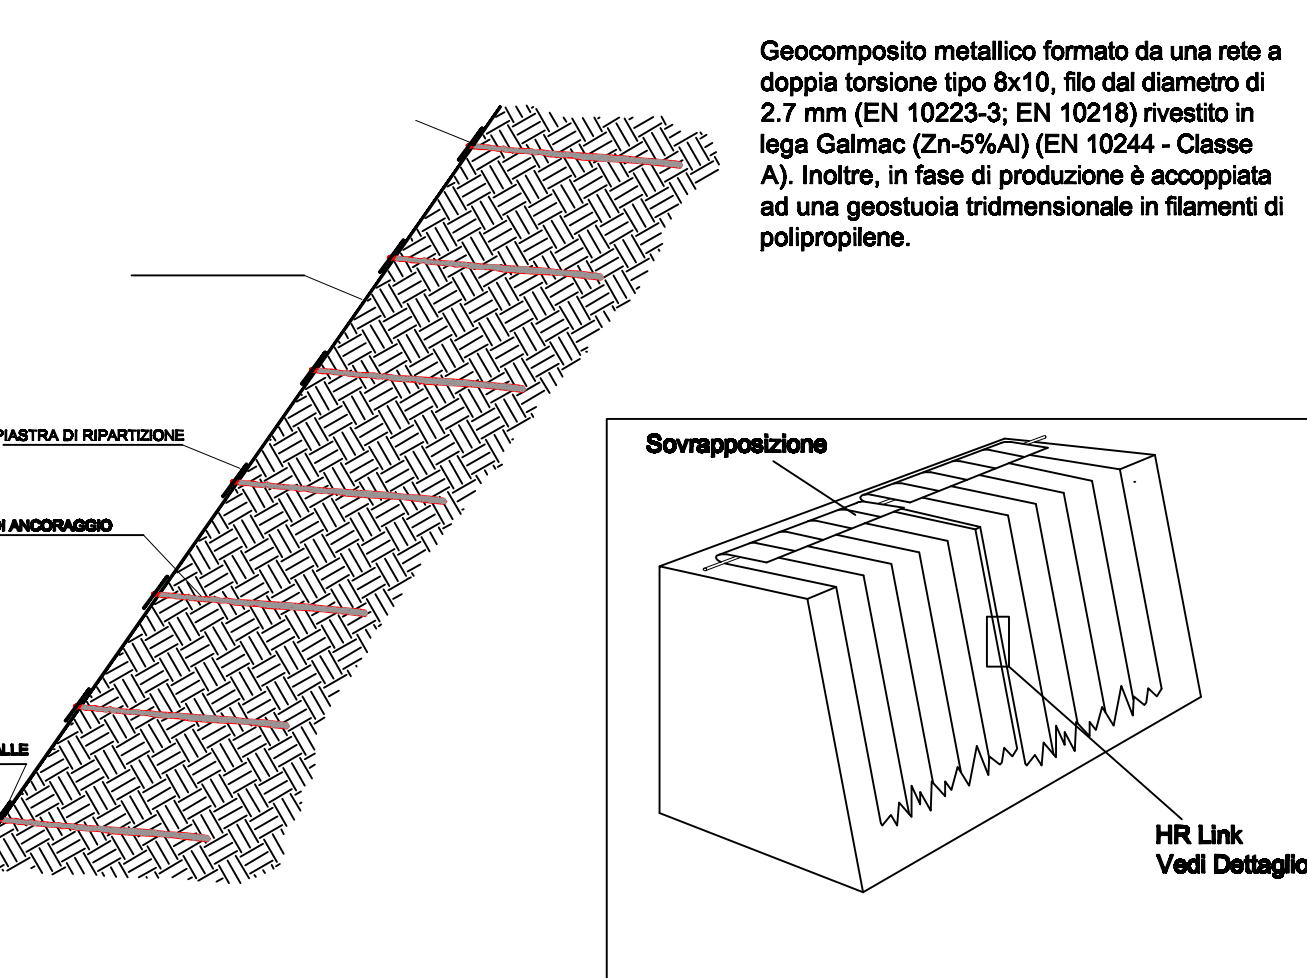 Geocomposito metallico formato da una rete a
doppia torsione tipo 8x10, filo dal diametro di
2.7 mm (EN 10223-3; EN 10218) rivestito in
lega Galmac (Zn-5%Al) (EN 10244 - Classe
A). Inoltre, in fase di produzione è accoppiata
ad una geostuoia tridmensionale in filamenti di
polipropilene.
PIASTRA DI RIPARTIZIONE
DI ANCORAGGIO
ALLE
Sovrapposizione
HR Link
Vedi Dettaglio